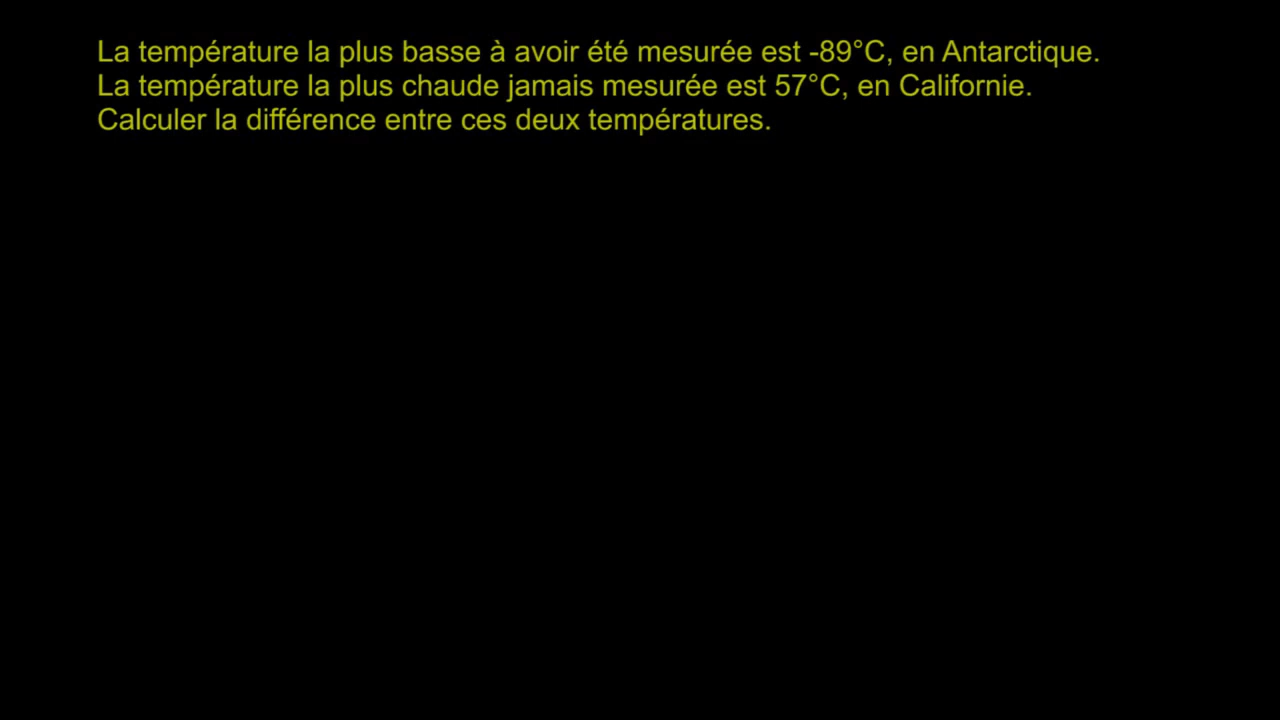 La température la plus basse à avoir été mesurée est -89°C, en Antarctique.
La température la plus chaude jamais mesurée est 57°C, en Californie.
Calculer la différence entre ces deux températures.